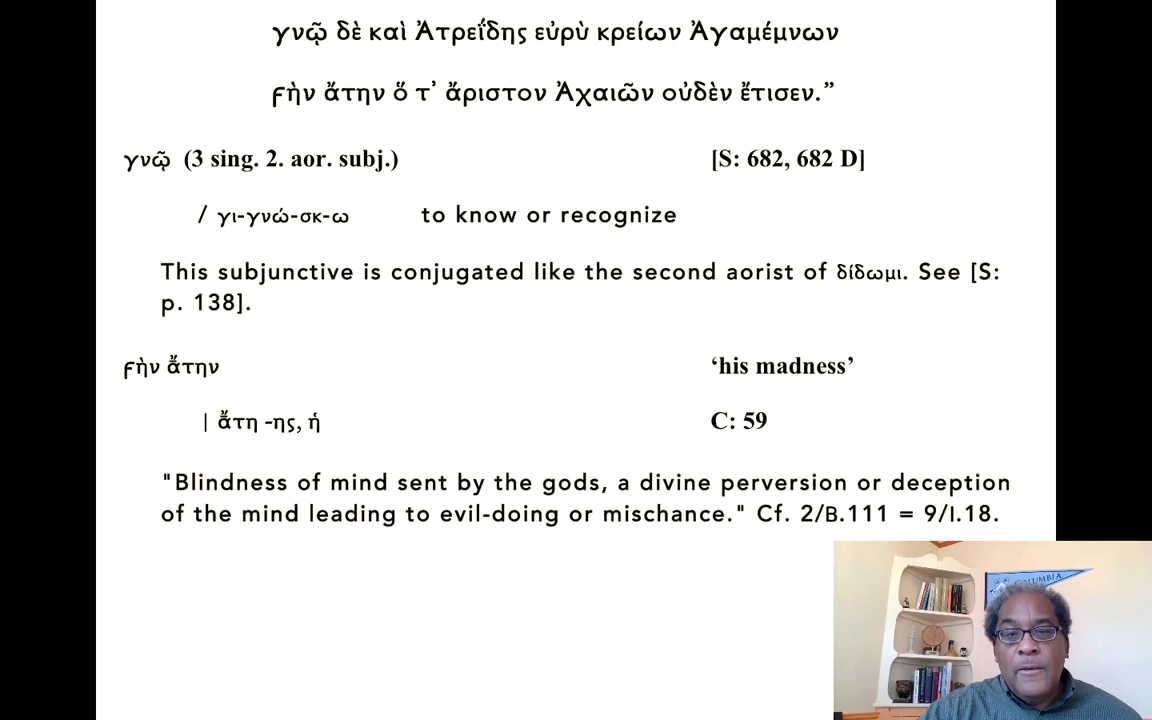 γνῷ δὲ καὶ Ἀτρεΐδης εὐρὺ κρείων Ἀγαμέμνων
ϝὴν ἄτην ὅ τ’ ἄριστον Ἀχαιῶν οὐδὲν ἔτισεν.”
γνῷ (3 sing. 2. aor. subj.) [S: 682, 682 D]
/ γι-γνώ-σκ-ω to know or recognize
This subjunctive is conjugated like the second aorist of δίδωμι. See [S:
p. 138].
ϝὴν ἄτην ‘his madness’
| ἄτη -ης, ἡ C: 59
"Blindness of mind sent by the gods, a divine perversion or deception
of the mind leading to evil-doing or mischance." Cf. 2/B.111 = 9/I.18.
COLUMBIA